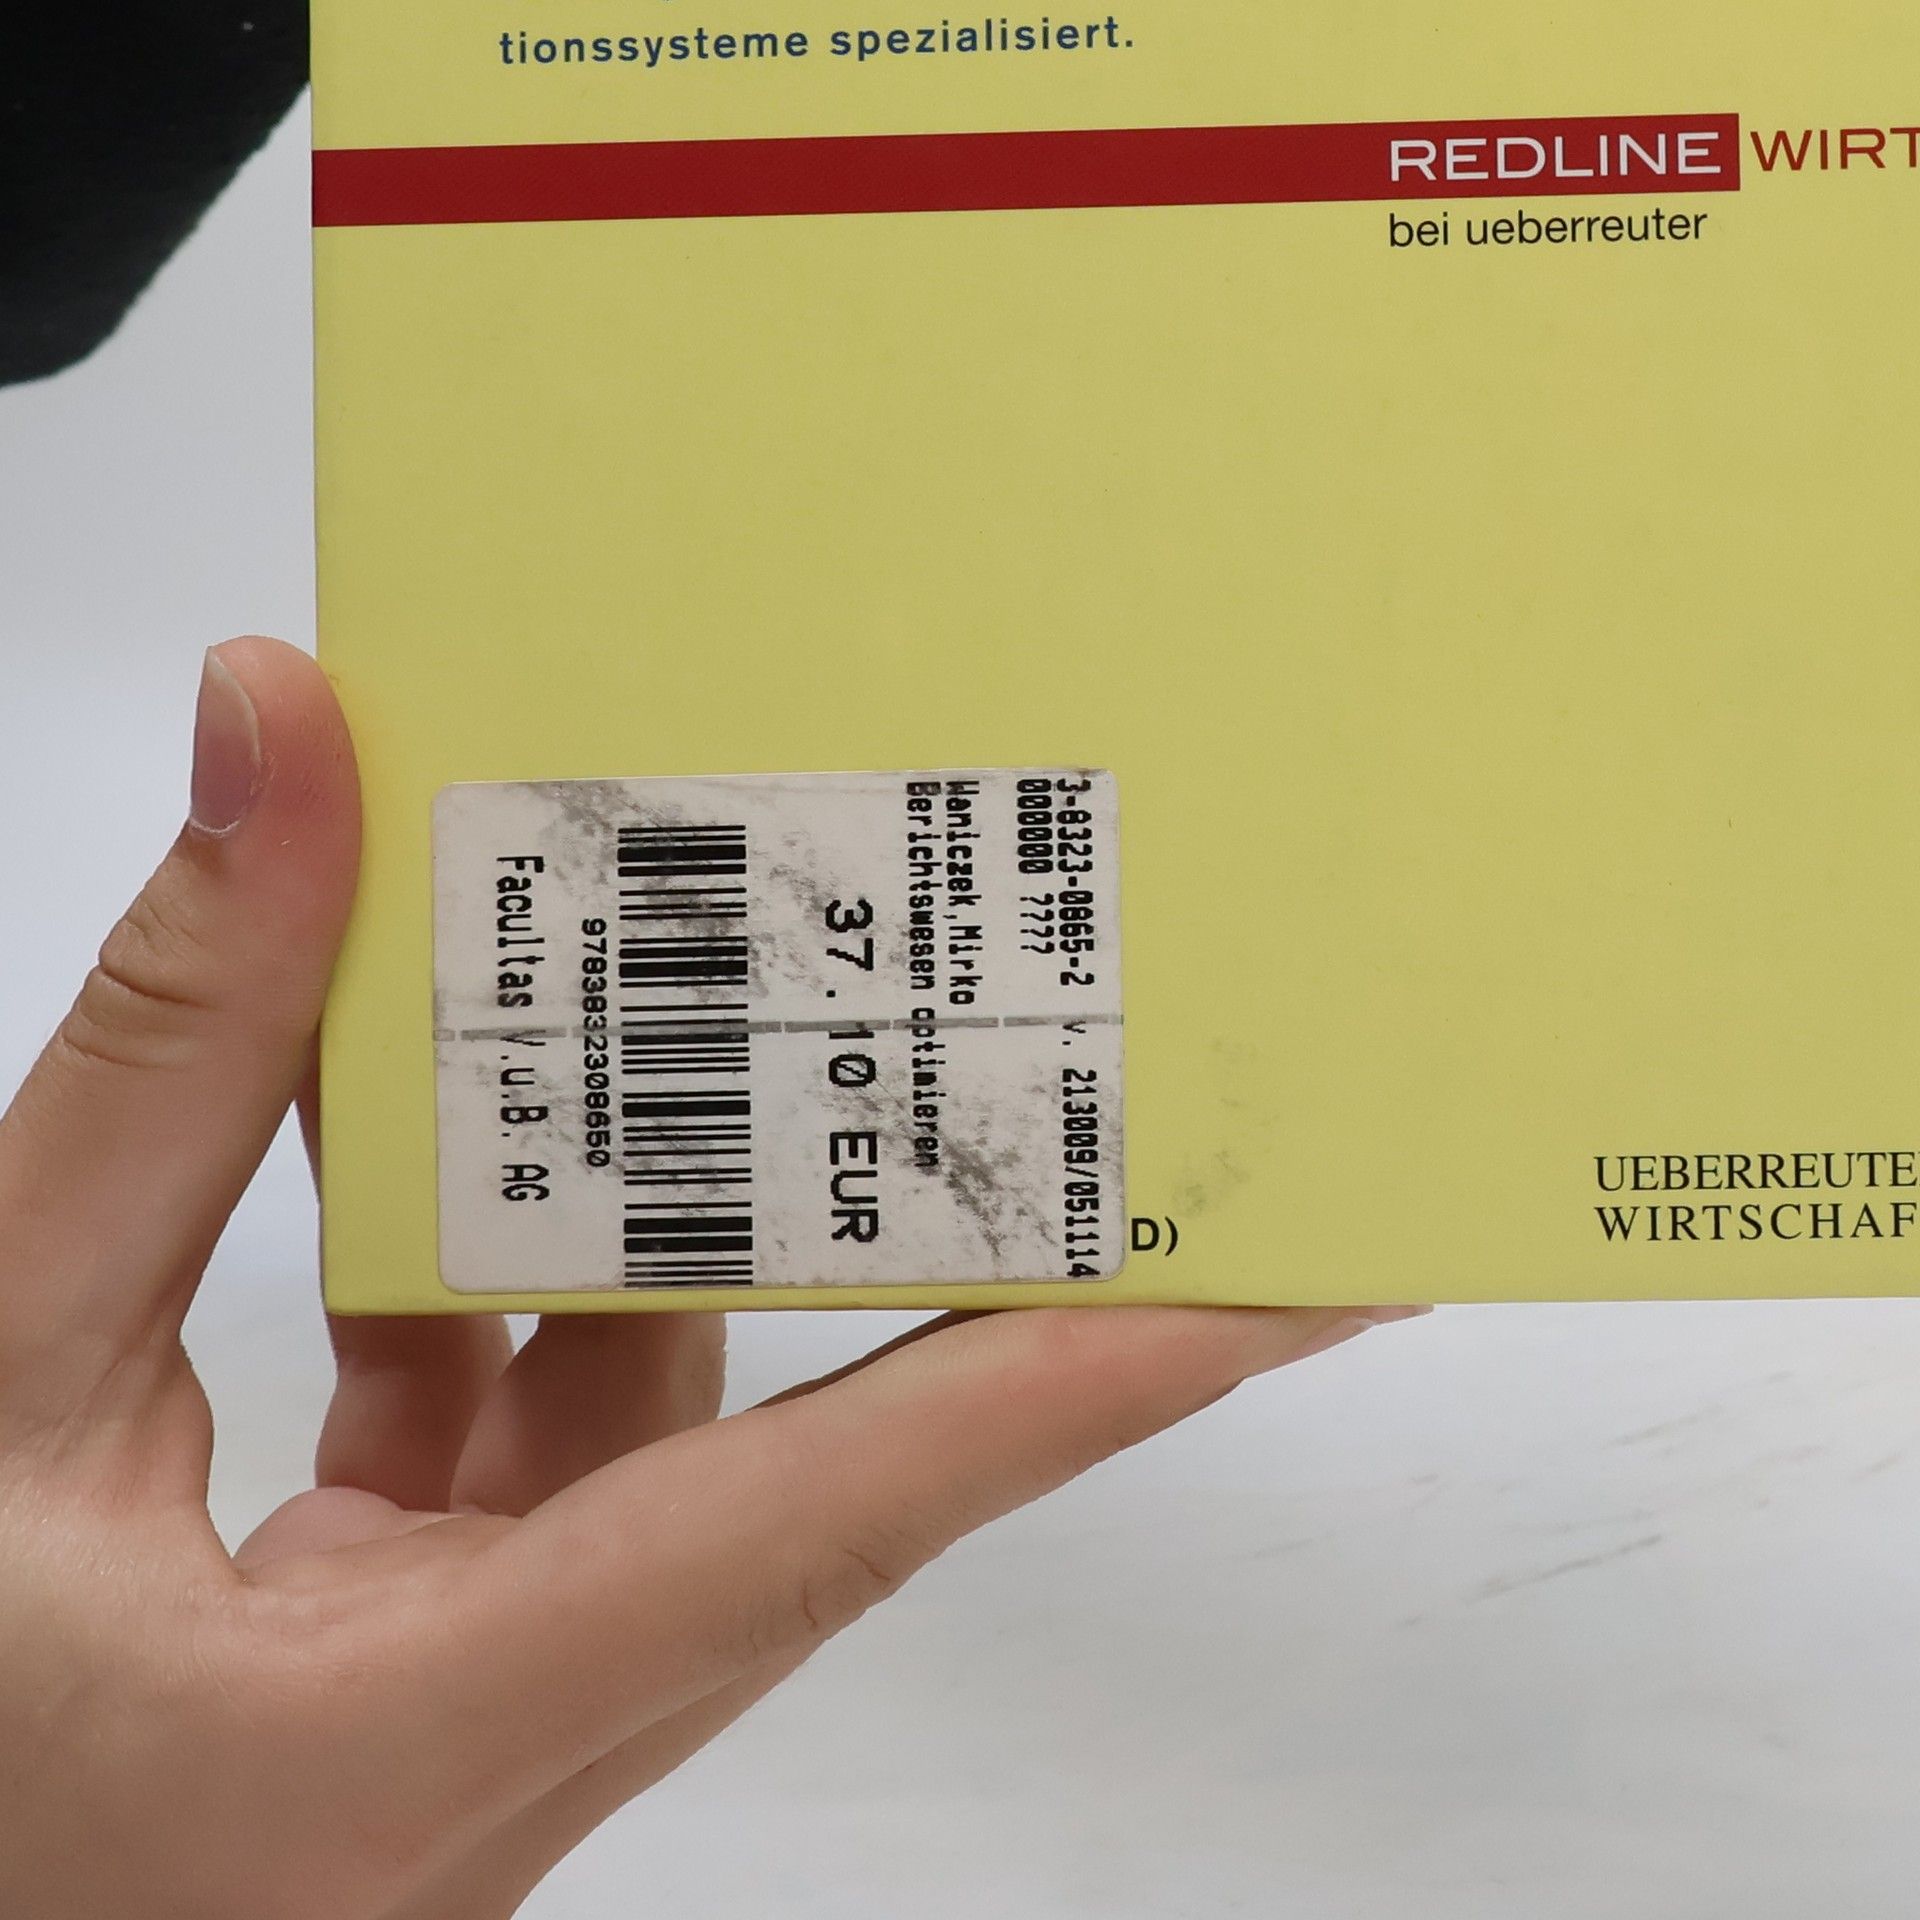 tionssysteme spezialisiert.
REDLINE WIRT
bei ueberreuter
3-8323-0865-2 v. 213009/051114
000000 ????
Waniczek,Mirko
Berichtswesen optimieren
37.10 EUR
9783832308650
Facultas V.u.B. AG
D)
UEBERREUTE
WIRTSCHAF